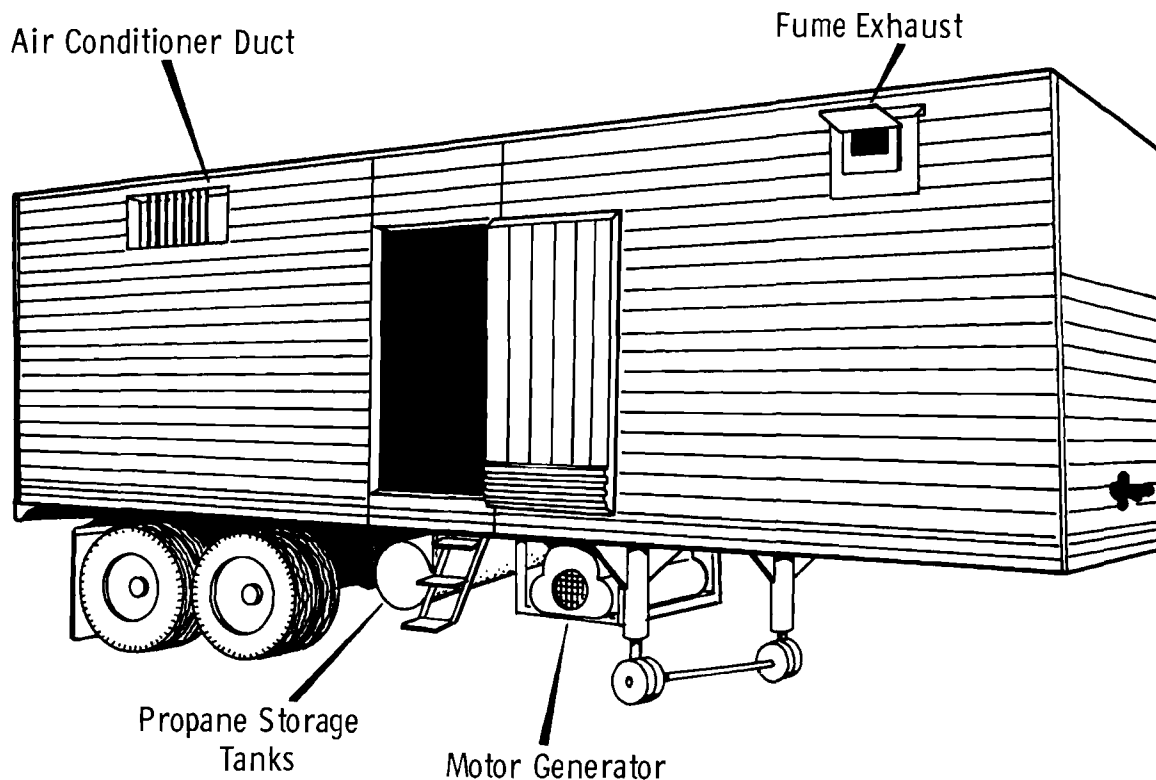 Air Conditioner Duct
Fume Exhaust
Propane Storage
Tanks
Motor Generator